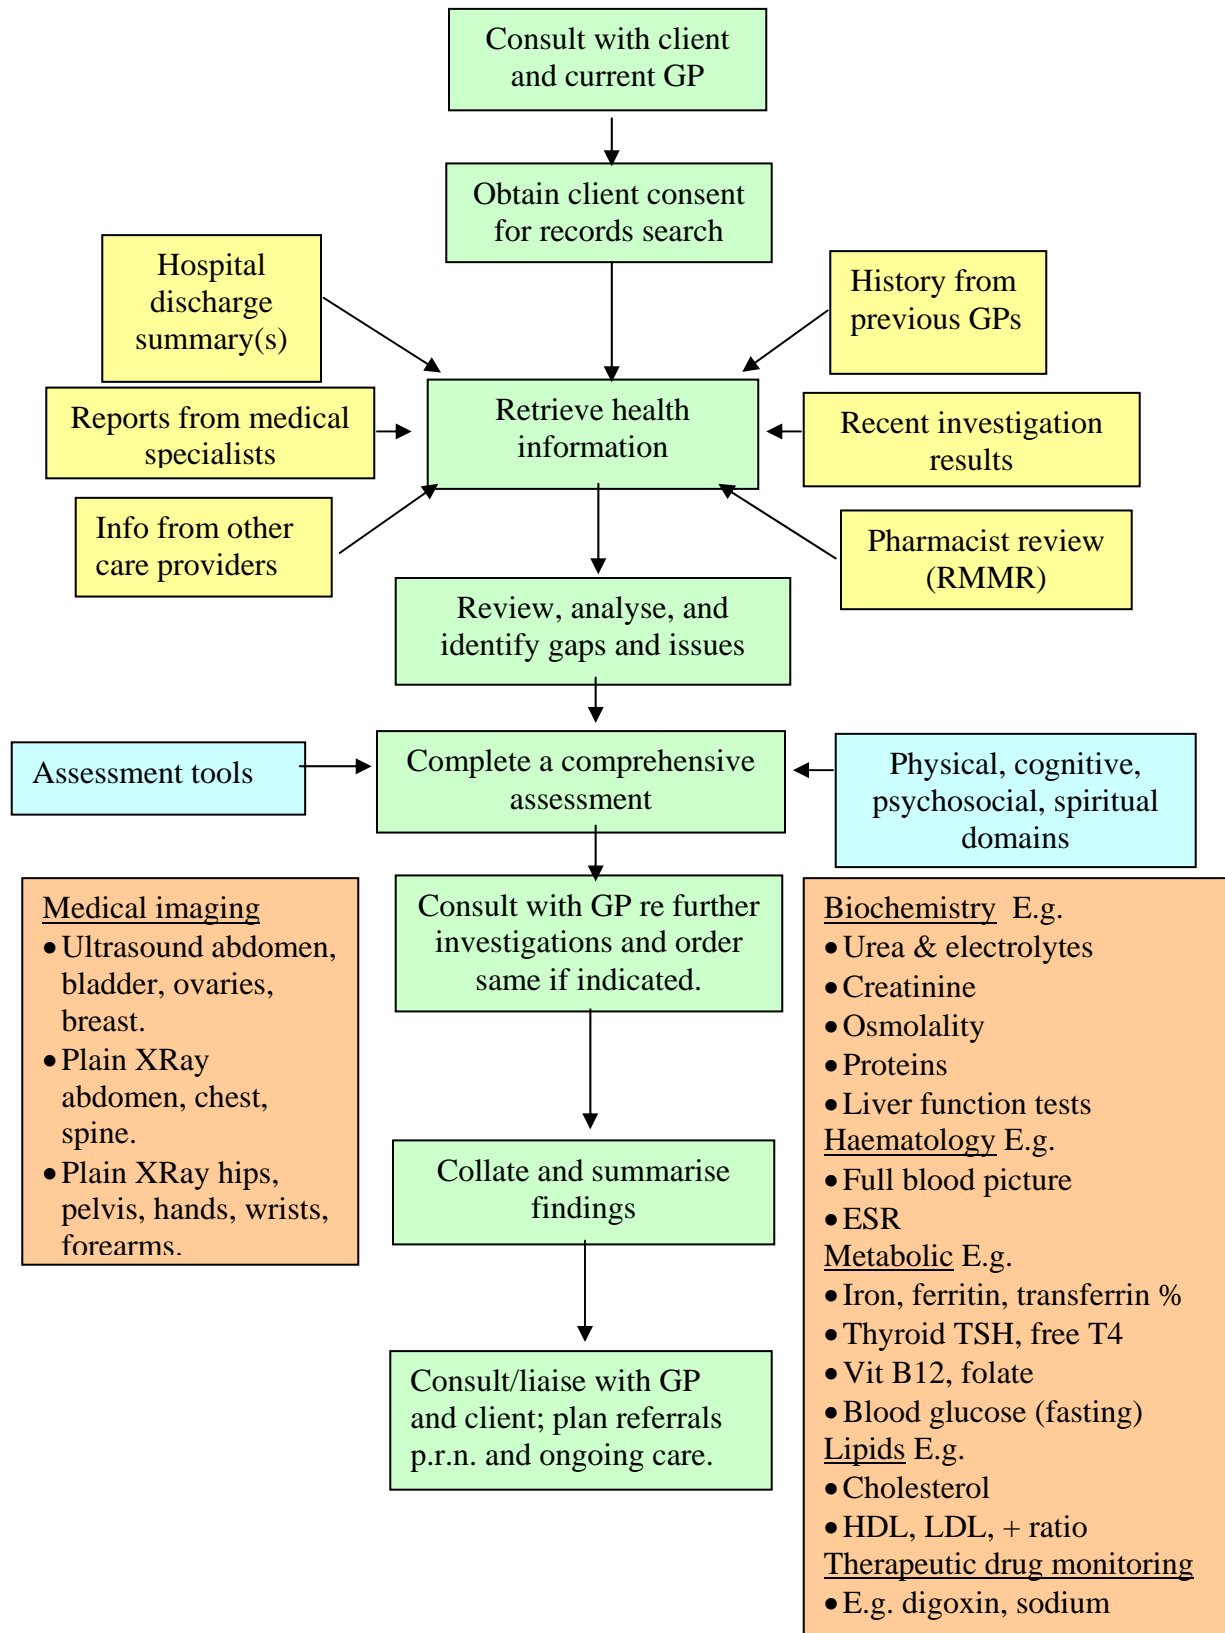 Consult with client
and current GP
Obtain client consent
for records search
Hospital
discharge
summary(s)
History from
previous GPs
Reports from medical
specialists
Retrieve health
information
Recent investigation
results
Info from other
care providers
Pharmacist review
(RMMR)
Review, analyse, and
identify gaps and issues
Assessment tools
Complete a comprehensive
assessment
Physical, cognitive,
psychosocial, spiritual
domains
Medical imaging
• Ultrasound abdomen,
bladder, ovaries,
breast.
• Plain XRay
abdomen, chest,
spine.
• Plain XRay hips,
pelvis, hands, wrists,
forearms.
Consult with GP re further
investigations and order
same if indicated.
Collate and summarise
findings
Consult/liaise with GP
and client; plan referrals
p.r.n. and ongoing care.
Biochemistry E.g.
• Urea & electrolytes
• Creatinine
• Osmolality
• Proteins
• Liver function tests
Haematology E.g.
• Full blood picture
• ESR
Metabolic E.g.
• Iron, ferritin, transferrin %
• Thyroid TSH, free T4
• Vit B12, folate
• Blood glucose (fasting)
Lipids E.g.
• Cholesterol
• HDL, LDL, + ratio
Therapeutic drug monitoring
• E.g. digoxin, sodium